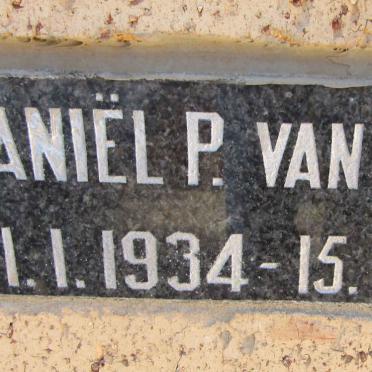 ANIËL P. VAN
1.1.1934 - 15.